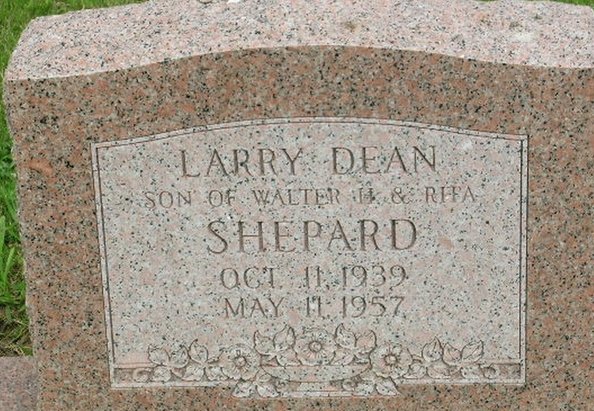 LARRY DEAN
SON OF WALTER H. & RITA
SHEPARD
OCT. 11, 1939
MAY 11, 1957